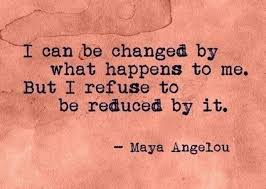 I can be changed by
what happens to me.
But I refuse to
be reduced by it.
– Maya Angelou